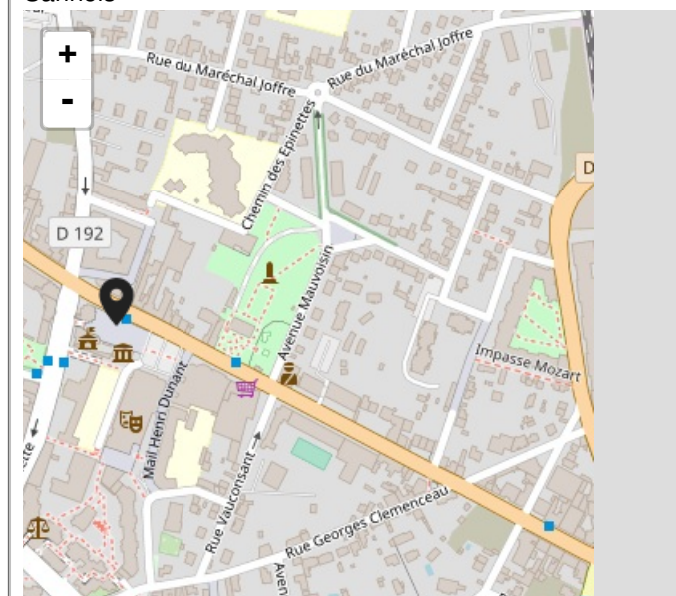 Sannois
+
-
Rue du Maréchal Joffre
Rue du Maréchal Joffre
Chemin des Epinettes
D
D 192
Avenue Mauvoisin
Impasse Mozart
Mail Henri Dunant
Rue Vauconsant
Rue Georges Clemenceau